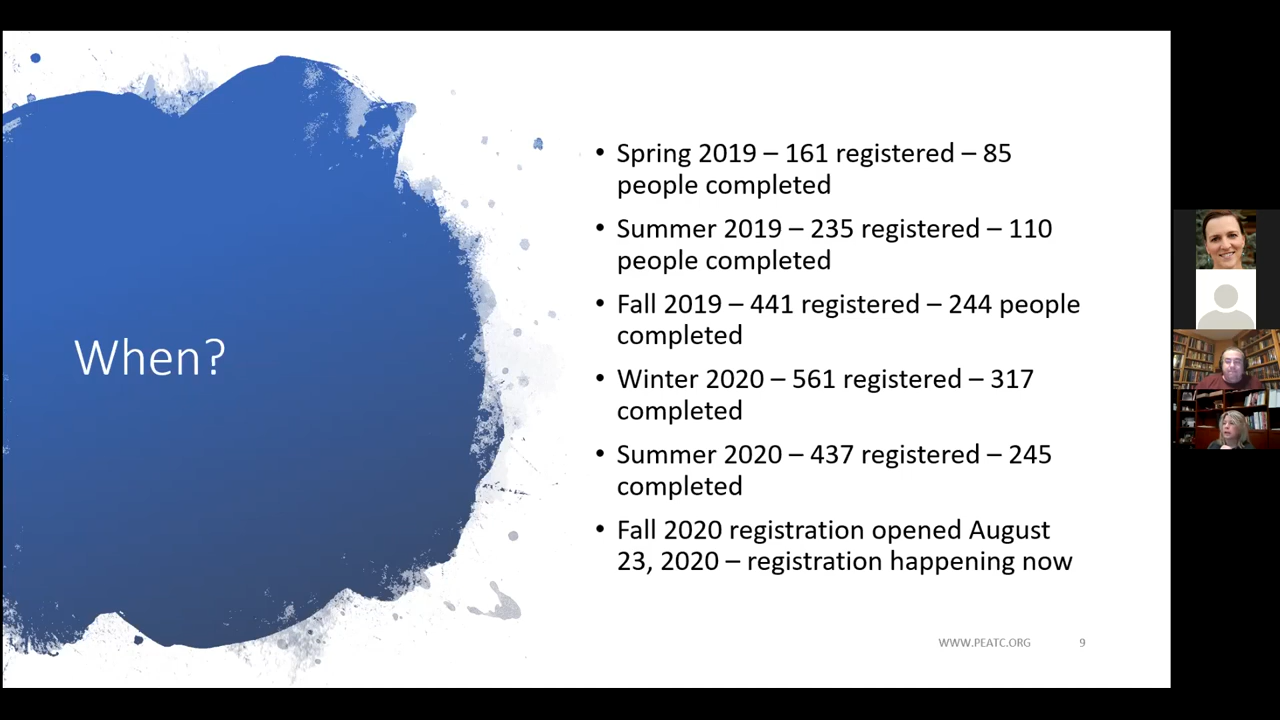 When?
• Spring 2019 – 161 registered – 85
people completed
• Summer 2019 – 235 registered – 110
people completed
• Fall 2019 – 441 registered – 244 people
completed
• Winter 2020 – 561 registered – 317
completed
• Summer 2020 – 437 registered – 245
completed
• Fall 2020 registration opened August
23, 2020 – registration happening now
WWW.PEATC.ORG 9